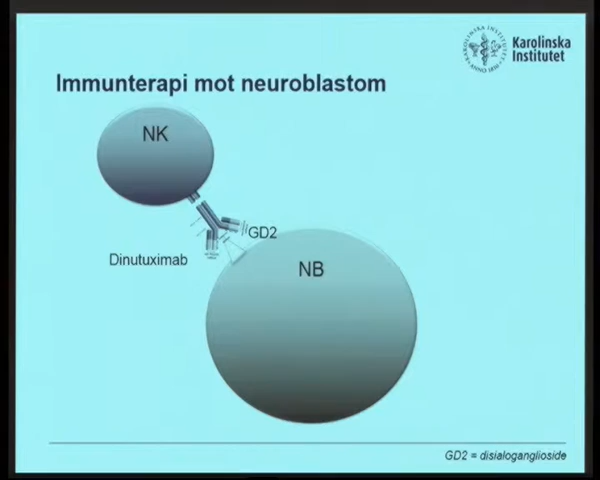 Karolinska
Institutet
Immunterapi mot neuroblastom
NK
GD2
Dinutuximab
NB
GD2 = disialoganglioside